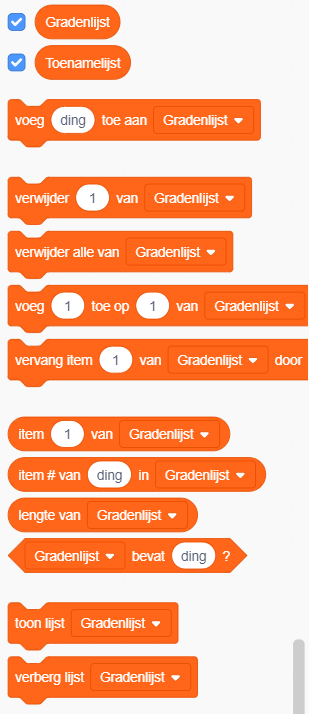 Gradenlijst
Toenamelijst
voeg ding toe aan Gradenlijst
verwijder 1 van Gradenlijst
verwijder alle van Gradenlijst
voeg 1 toe op 1 van Gradenlijst
vervang item 1 van Gradenlijst door
item 1 van Gradenlijst
item # van ding in Gradenlijst
lengte van Gradenlijst
Gradenlijst bevat ding ?
toon lijst Gradenlijst
verberg lijst Gradenlijst